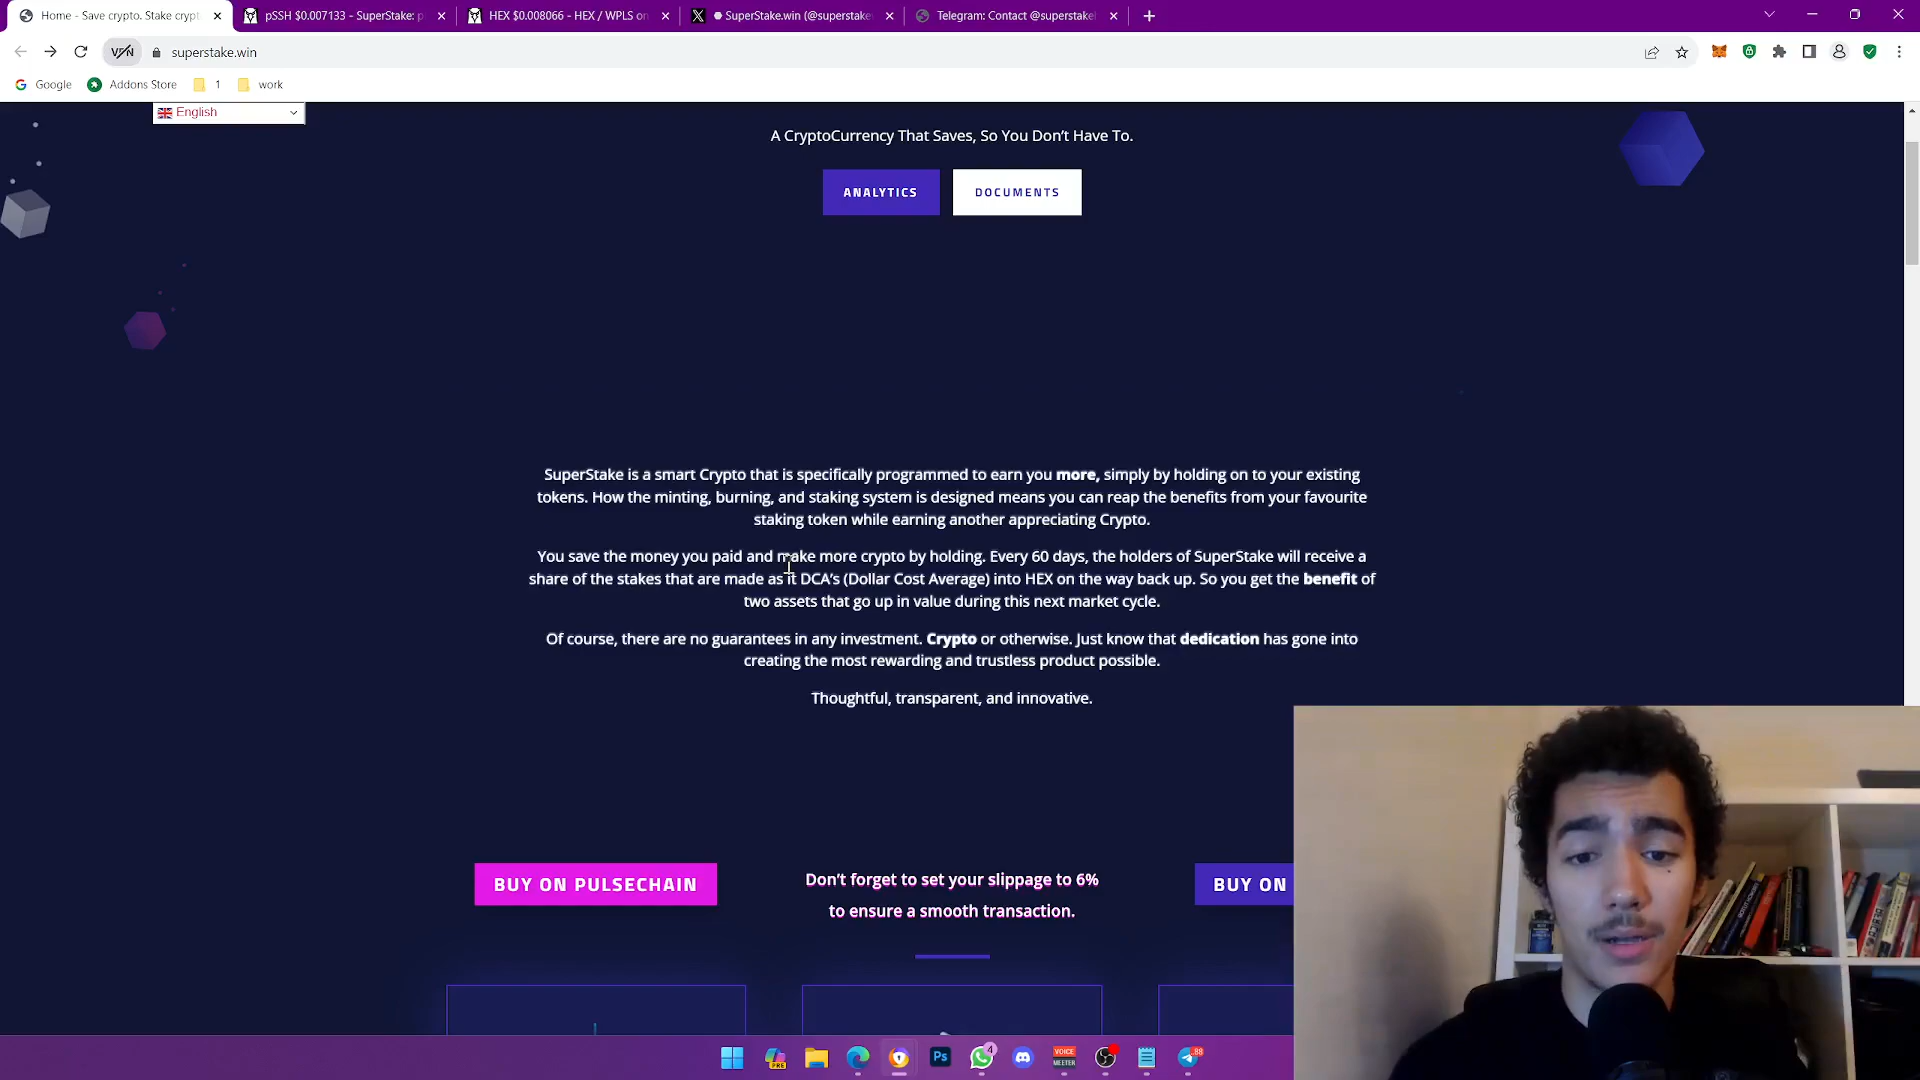 Home - Save crypto. Stake crypt
pSSH $0.007133 - SuperStake: p
HEX $0.008066 - HEX / WPLS on
SuperStake.win (@superstake
Telegram: Contact @superstake
VPN
superstake.win
Google
Addons Store
1
work
English
A CryptoCurrency That Saves, So You Don't Have To.
ANALYTICS
DOCUMENTS
SuperStake is a smart Crypto that is specifically programmed to earn you more, simply by holding on to your existing
tokens. How the minting, burning, and staking system is designed means you can reap the benefits from your favourite
staking token while earning another appreciating Crypto.
You save the money you paid and make more crypto by holding. Every 60 days, the holders of SuperStake will receive a
share of the stakes that are made as it DCA's (Dollar Cost Average) into HEX on the way back up. So you get the benefit of
two assets that go up in value during this next market cycle.
Of course, there are no guarantees in any investment. Crypto or otherwise. Just know that dedication has gone into
creating the most rewarding and trustless product possible.
Thoughtful, transparent, and innovative.
BUY ON PULSECHAIN
Don't forget to set your slippage to 6%
to ensure a smooth transaction.
BUY ON
PRE
Ps
4
VOICE
MEETER
88